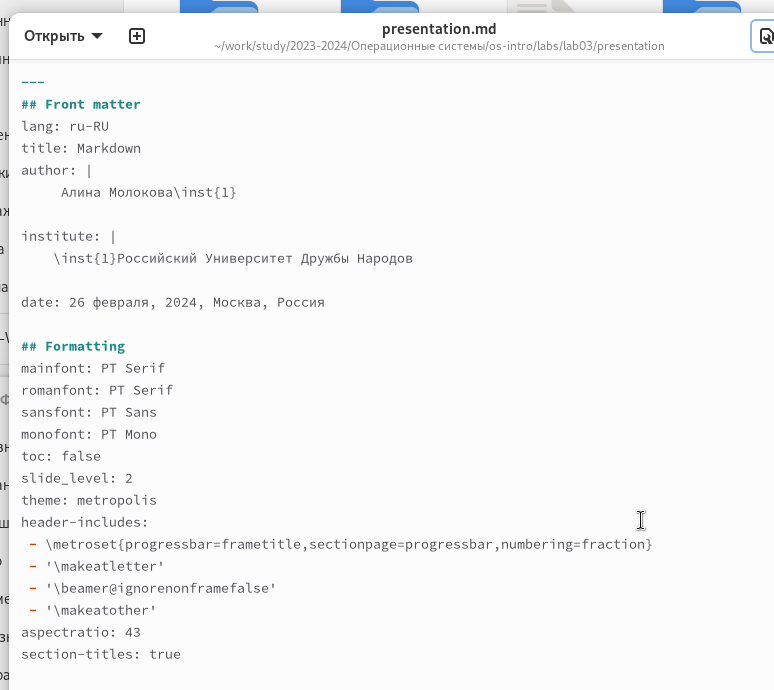 Открыть
presentation.md
~/work/study/2023-2024/Операционные системы/os-intro/labs/lab03/presentation
---
## Front matter
lang: ru-RU
title: Markdown
author: |
     Алина Молокова\inst{1}
institute: |
    \inst{1}Российский Университет Дружбы Народов
date: 26 февраля, 2024, Москва, Россия
## Formatting
mainfont: PT Serif
romanfont: PT Serif
sansfont: PT Sans
monofont: PT Mono
toc: false
slide_level: 2
theme: metropolis
header-includes:
 - \metroset{progressbar=frametitle,sectionpage=progressbar,numbering=fraction}
 - '\makeatletter'
 - '\beamer@ignorenonframefalse'
 - '\makeatother'
aspectratio: 43
section-titles: true